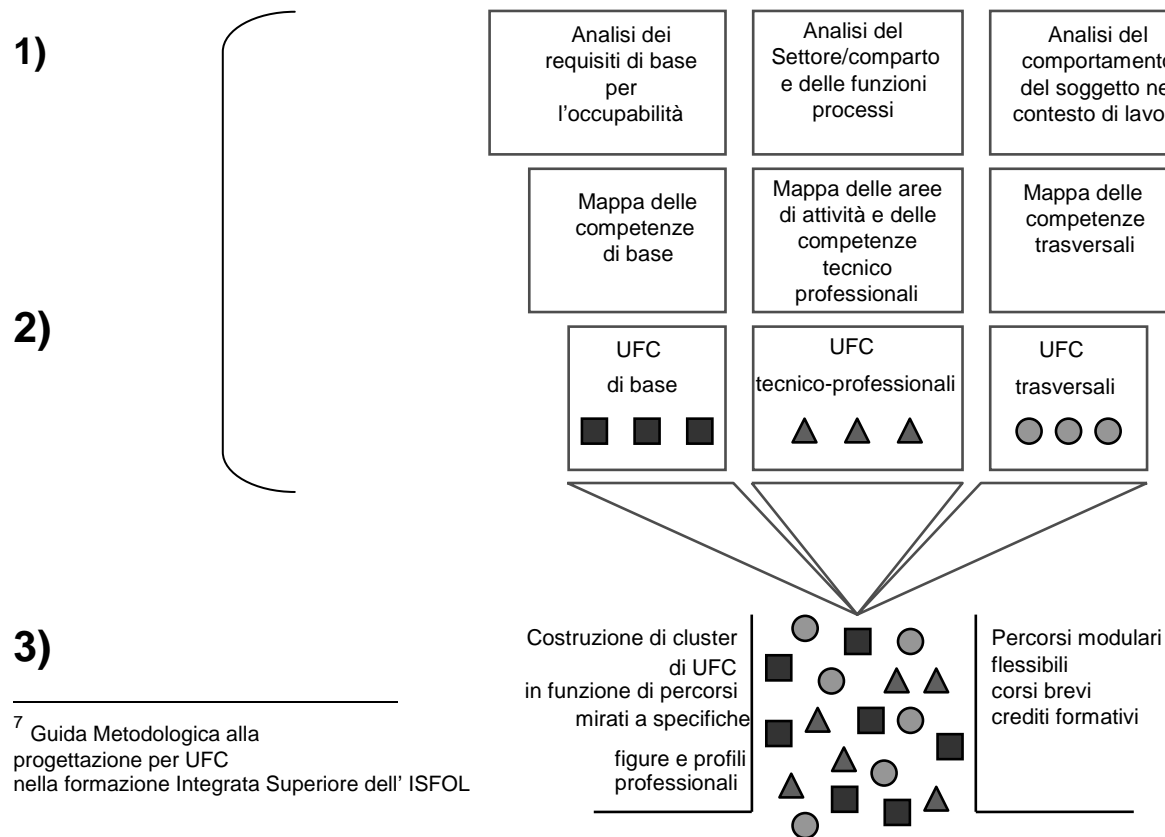 1)
Analisi dei
requisiti di base
per
l'occupabilità
Analisi del
Settore/comparto
e delle funzioni
processi
Analisi del
comportamento
del soggetto ne
contesto di lavo
Mappa delle
competenze
di base
Mappa delle aree
di attività e delle
competenze
tecnico
professionali
Mappa delle
competenze
trasversali
2)
UFC
di base
UFC
tecnico-professionali
UFC
trasversali
3)
Costruzione di cluster
di UFC
in funzione di percorsi
mirati a specifiche
figure e profili
professionali
Percorsi modulari
flessibili
corsi brevi
crediti formativi
7 Guida Metodologica alla
progettazione per UFC
nella formazione Integrata Superiore dell' ISFOL